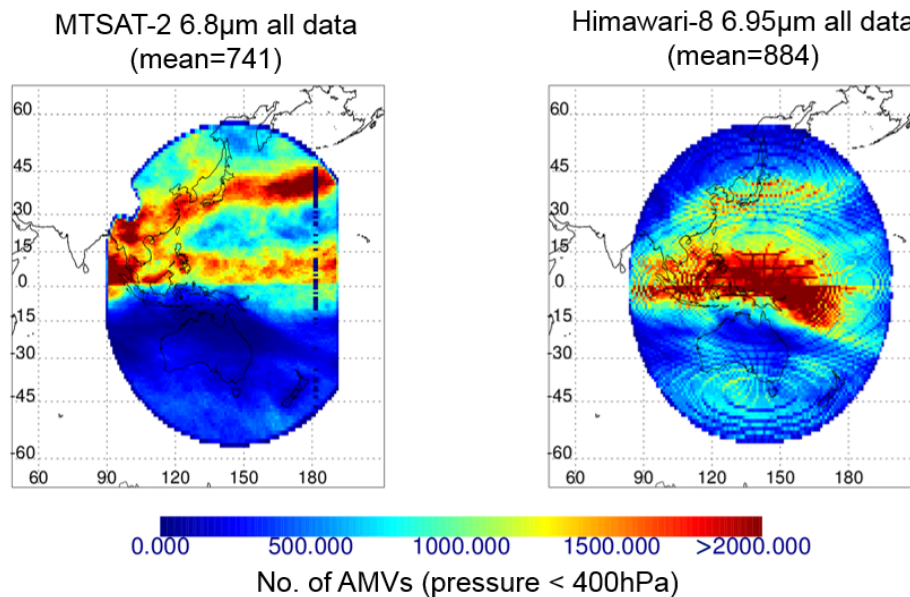 MTSAT-2 6.8µm all data
(mean=741)
Himawari-8 6.95µm all data
(mean=884)
60
45
30
15
0
-15
-30
-45
-60
60 90 120 150 180
60
45
30
15
0
-15
-30
-45
-60
60 90 120 150 180
0.000 500.000 1000.000 1500.000 >2000.000
No. of AMVs (pressure < 400hPa)